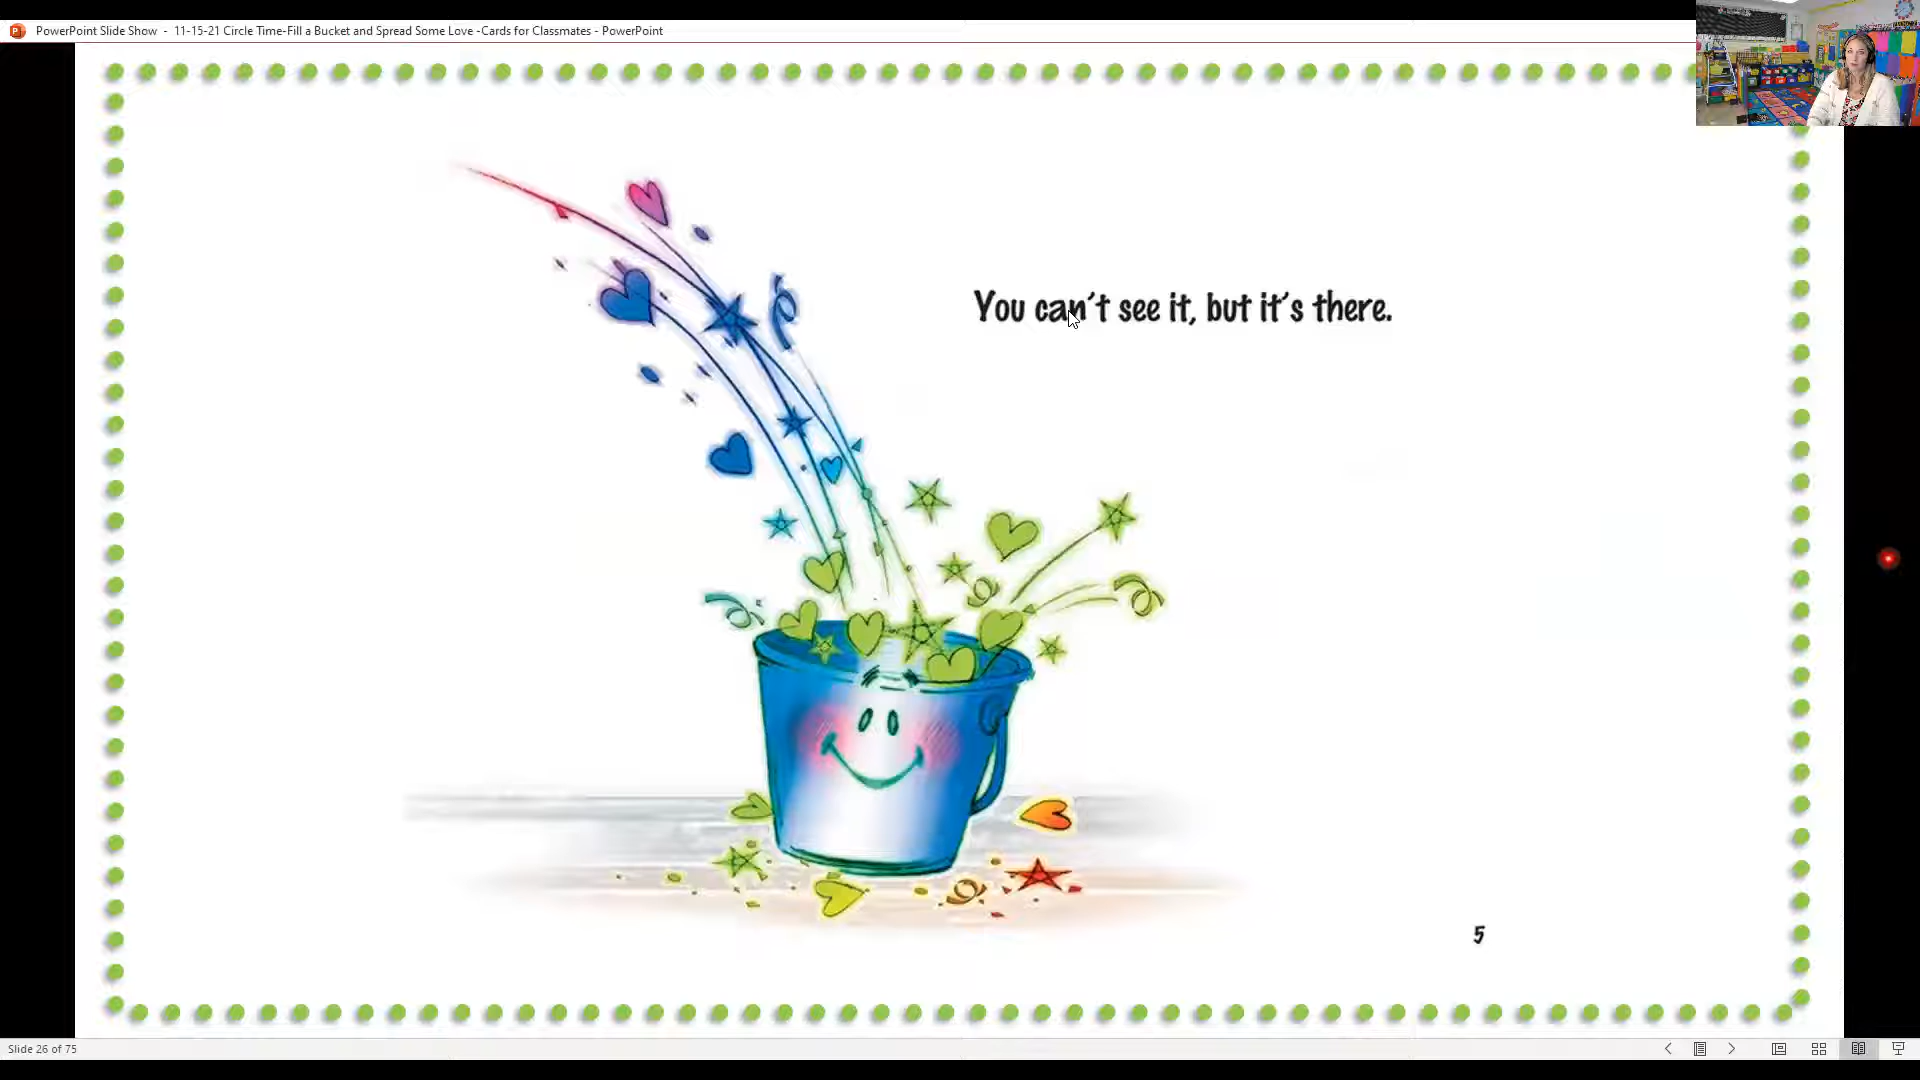 PowerPoint Slide Show - 11-15-21 Circle Time-Fill a Bucket and Spread Some Love -Cards for Classmates - PowerPoint
You can't see it, but it's there.
5
Slide 26 of 75